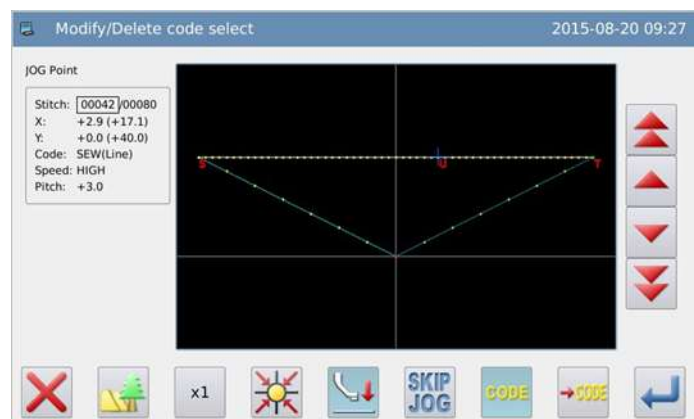 Modify/Delete code select 2015-08-20 09:27
JOG Point
Stitch: 00042/00080
X: +2.9 (+17.1)
Y: +0.0 (+40.0)
Code: SEW(Line)
Speed: HIGH
Pitch: +3.0
S U T
x1
SKIP
JOG
CODE
→CODE